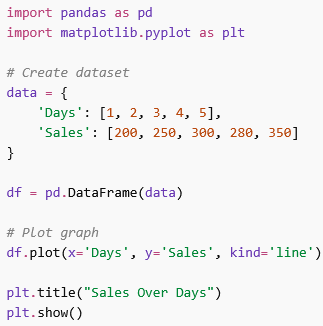 import pandas as pd
import matplotlib.pyplot as plt

# Create dataset
data = {
    'Days': [1, 2, 3, 4, 5],
    'Sales': [200, 250, 300, 280, 350]
}

df = pd.DataFrame(data)

# Plot graph
df.plot(x='Days', y='Sales', kind='line')

plt.title("Sales Over Days")
plt.show()